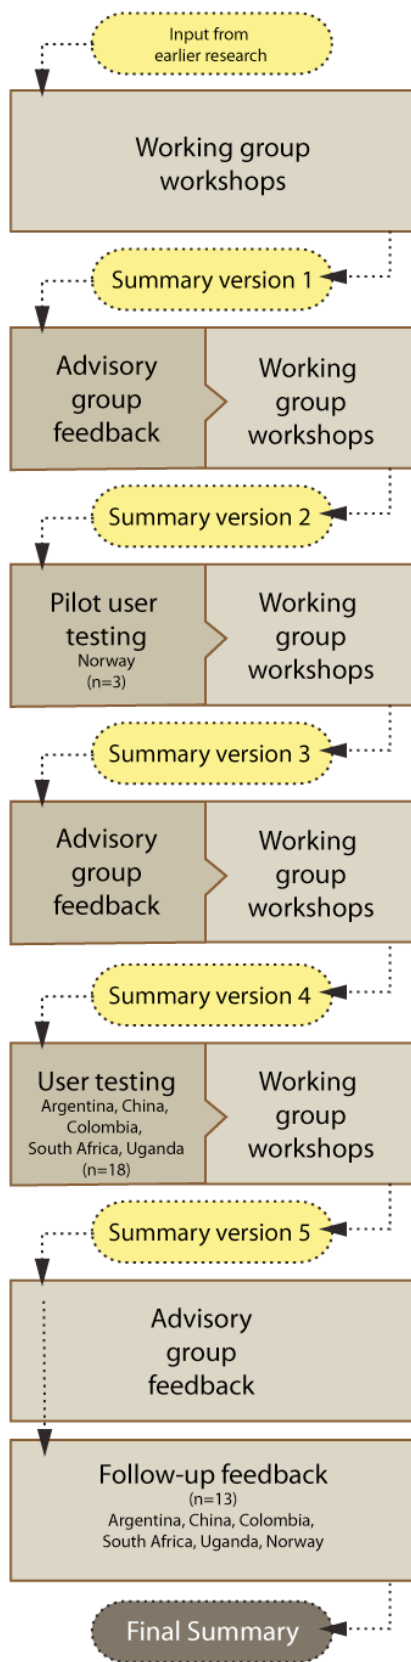 Input from
earlier research
Working group
workshops
Summary version 1
Advisory
group
feedback
Working
group
workshops
Summary version 2
Pilot user
testing
Norway
(n=3)
Working
group
workshops
Summary version 3
Advisory
group
feedback
Working
group
workshops
Summary version 4
User testing
Argentina, China,
Colombia,
South Africa, Uganda
(n=18)
Working
group
workshops
Summary version 5
Advisory
group
feedback
Follow-up feedback
(n=13)
Argentina, China, Colombia,
South Africa, Uganda, Norway
Final Summary